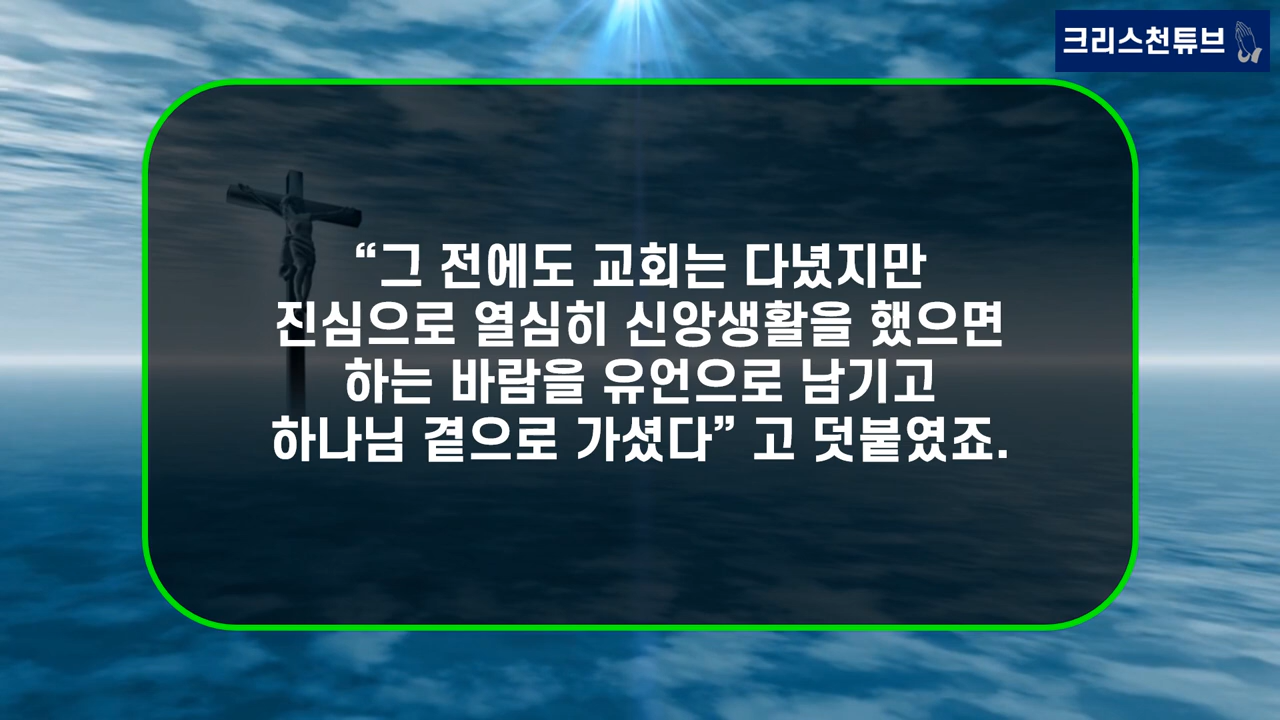 크리스천튜브
“그 전에도 교회는 다녔지만
진심으로 열심히 신앙생활을 했으면
하는 바람을 유언으로 남기고
하나님 곁으로 가셨다” 고 덧붙였죠.